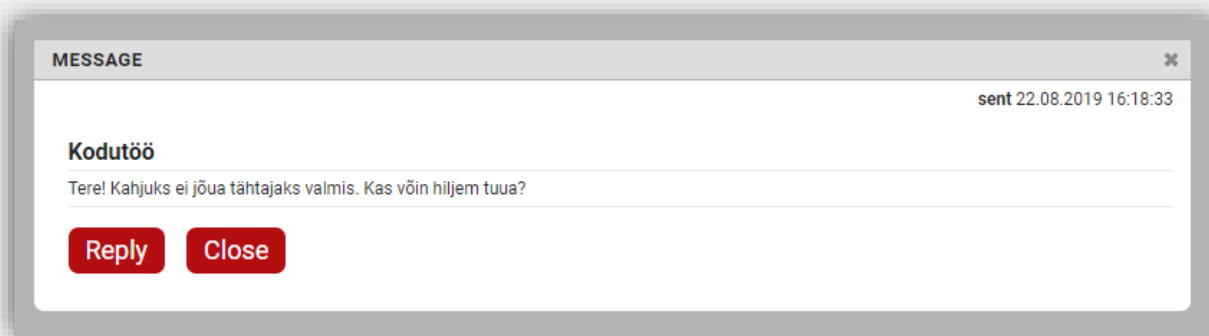 MESSAGE
sent 22.08.2019 16:18:33
Kodutöö
Tere! Kahjuks ei jõua tähtajaks valmis. Kas võin hiljem tuua?
Reply Close